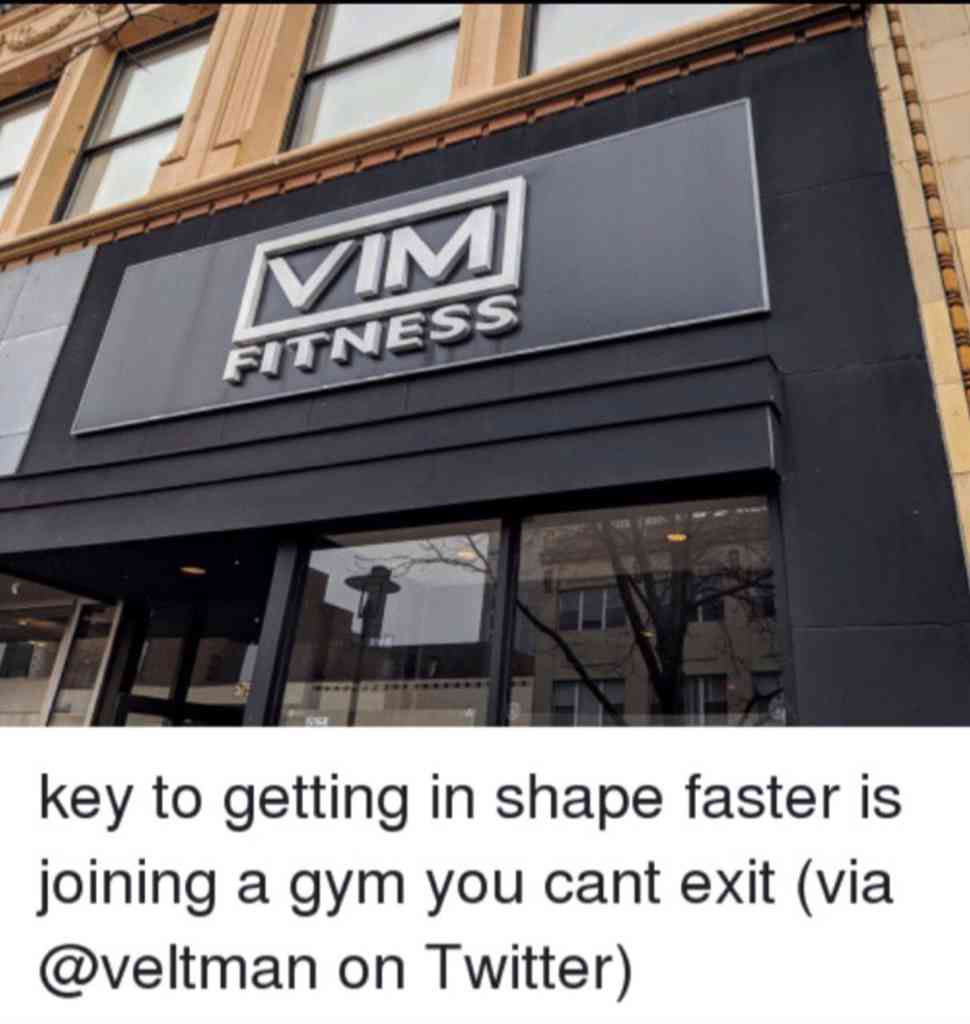 VIM
FITNESS
key to getting in shape faster is
joining a gym you cant exit (via
@veltman on Twitter)